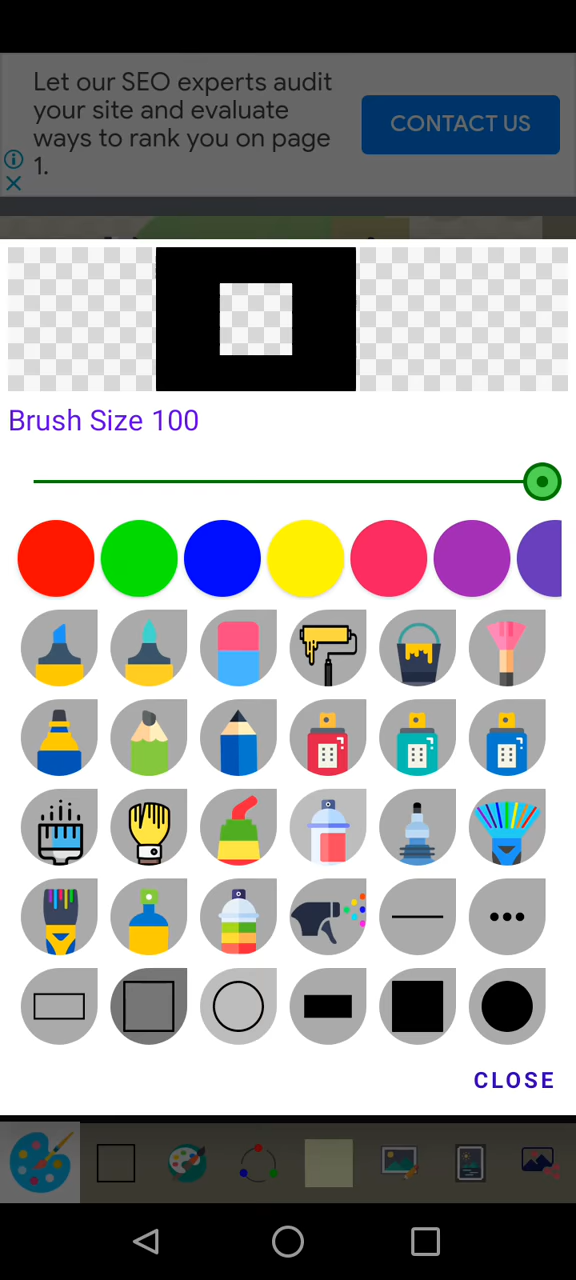 Let our SEO experts audit
your site and evaluate
ways to rank you on page
1.
CONTACT US
Brush Size 100
CLOSE